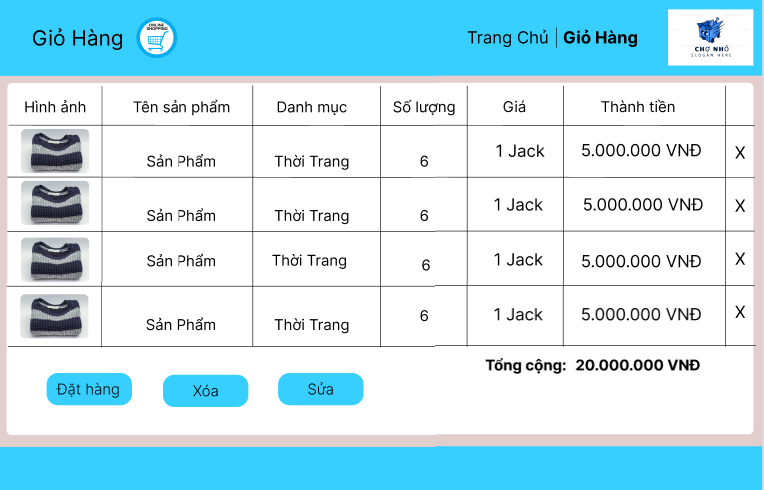 Giỏ Hàng
ONLINE
SHOPPING
Trang Chủ | Giỏ Hàng
CHỢ NHỎ
SLOGAN HERE
Hình ảnh Tên sản phẩm Danh mục Số lượng Giá Thành tiền
Sản Phẩm Thời Trang 6 1 Jack 5.000.000 VNĐ X
Sản Phẩm Thời Trang 6 1 Jack 5.000.000 VNĐ X
Sản Phẩm Thời Trang 6 1 Jack 5.000.000 VNĐ X
Sản Phẩm Thời Trang 6 1 Jack 5.000.000 VNĐ X
Tổng cộng: 20.000.000 VNĐ
Đặt hàng Xóa Sửa